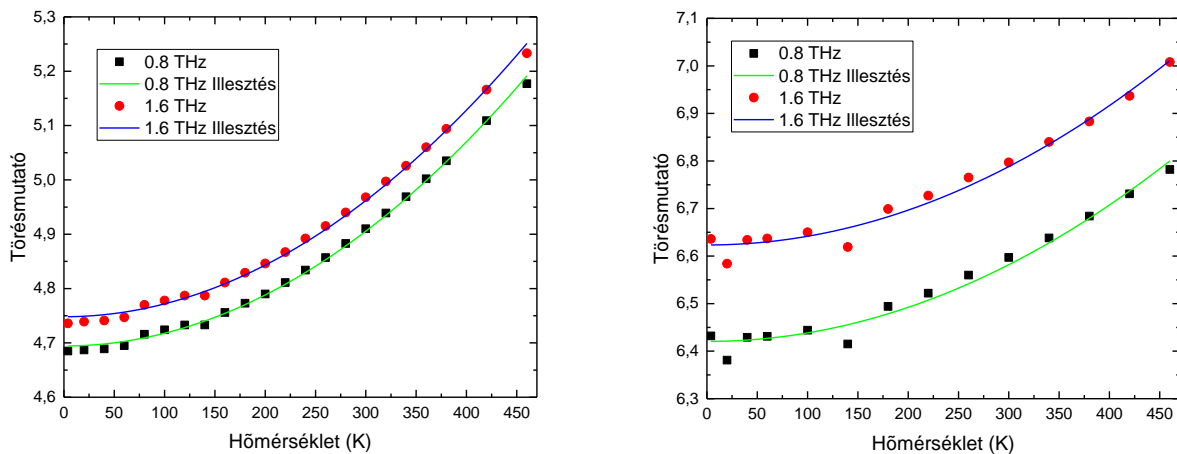 5,3
5,2
5,1
5,0
4,9
4,8
4,7
4,6
Törésmutató
0.8 THz
0.8 THz Illesztés
1.6 THz
1.6 THz Illesztés
0 50 100 150 200 250 300 350 400 450
Hõmérséklet (K)
7,1
7,0
6,9
6,8
6,7
6,6
6,5
6,4
6,3
Törésmutató
0.8 THz
0.8 THz Illesztés
1.6 THz
1.6 THz Illesztés
0 50 100 150 200 250 300 350 400 450
Hõmérséklet (K)